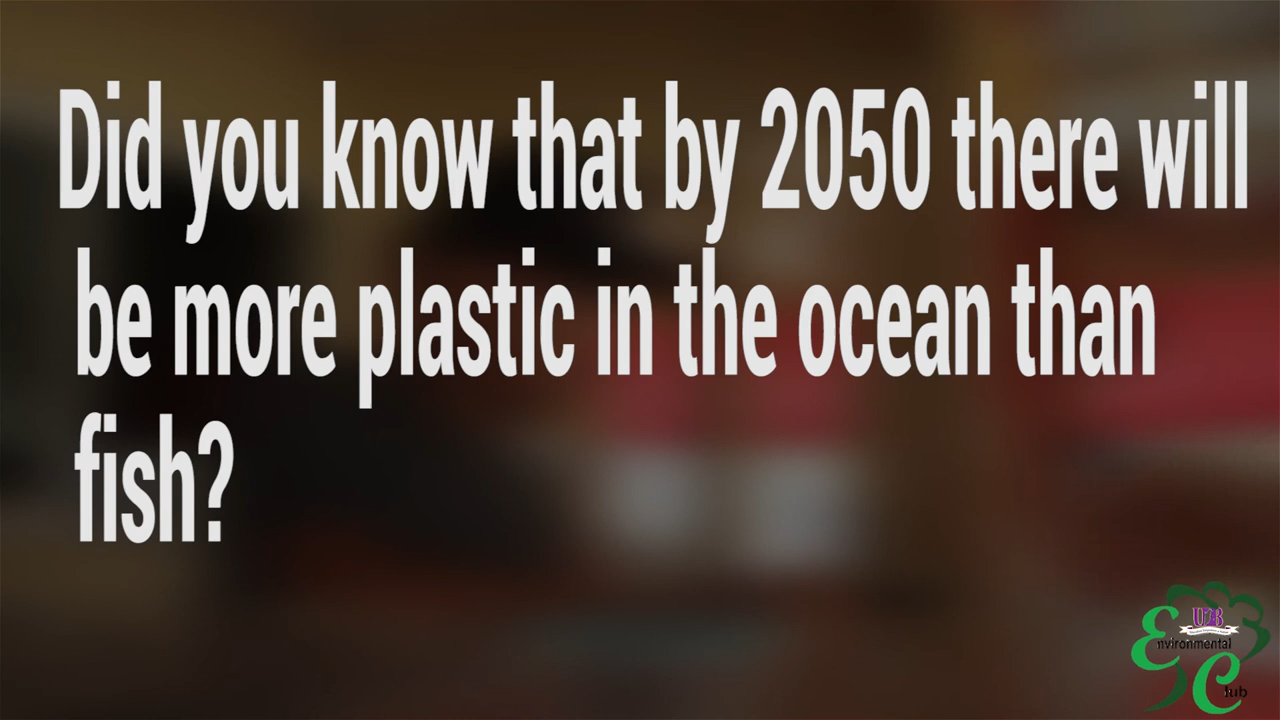 Did you know that by 2050 there will
be more plastic in the ocean than
fish?
UB
Environmental
Club